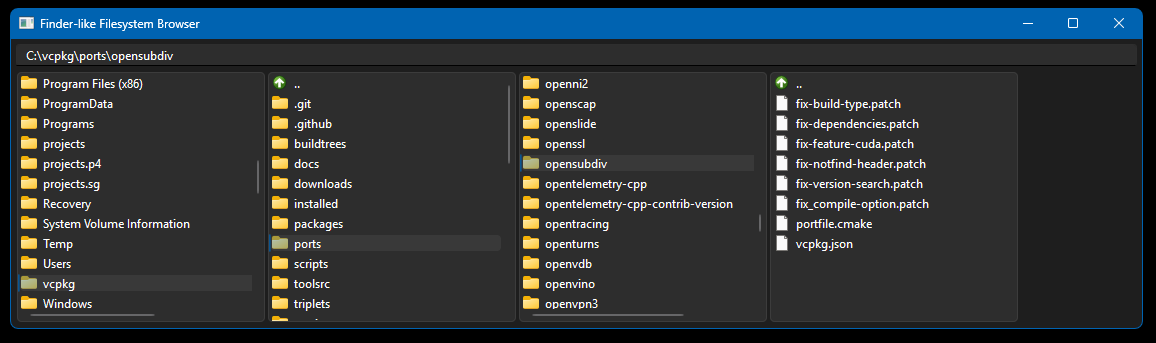 Finder-like Filesystem Browser
C:\vcpkg\ports\opensubdiv
Program Files (x86)
ProgramData
Programs
projects
projects.p4
projects.sg
Recovery
System Volume Information
Temp
Users
vcpkg
Windows
..
.git
.github
buildtrees
docs
downloads
installed
packages
ports
scripts
toolsrc
triplets
openni2
openscap
openslide
openssl
opensubdiv
opentelemetry-cpp
opentelemetry-cpp-contrib-version
opentracing
openturns
openvdb
openvino
openvpn3
..
fix-build-type.patch
fix-dependencies.patch
fix-feature-cuda.patch
fix-notfind-header.patch
fix-version-search.patch
fix_compile-option.patch
portfile.cmake
vcpkg.json